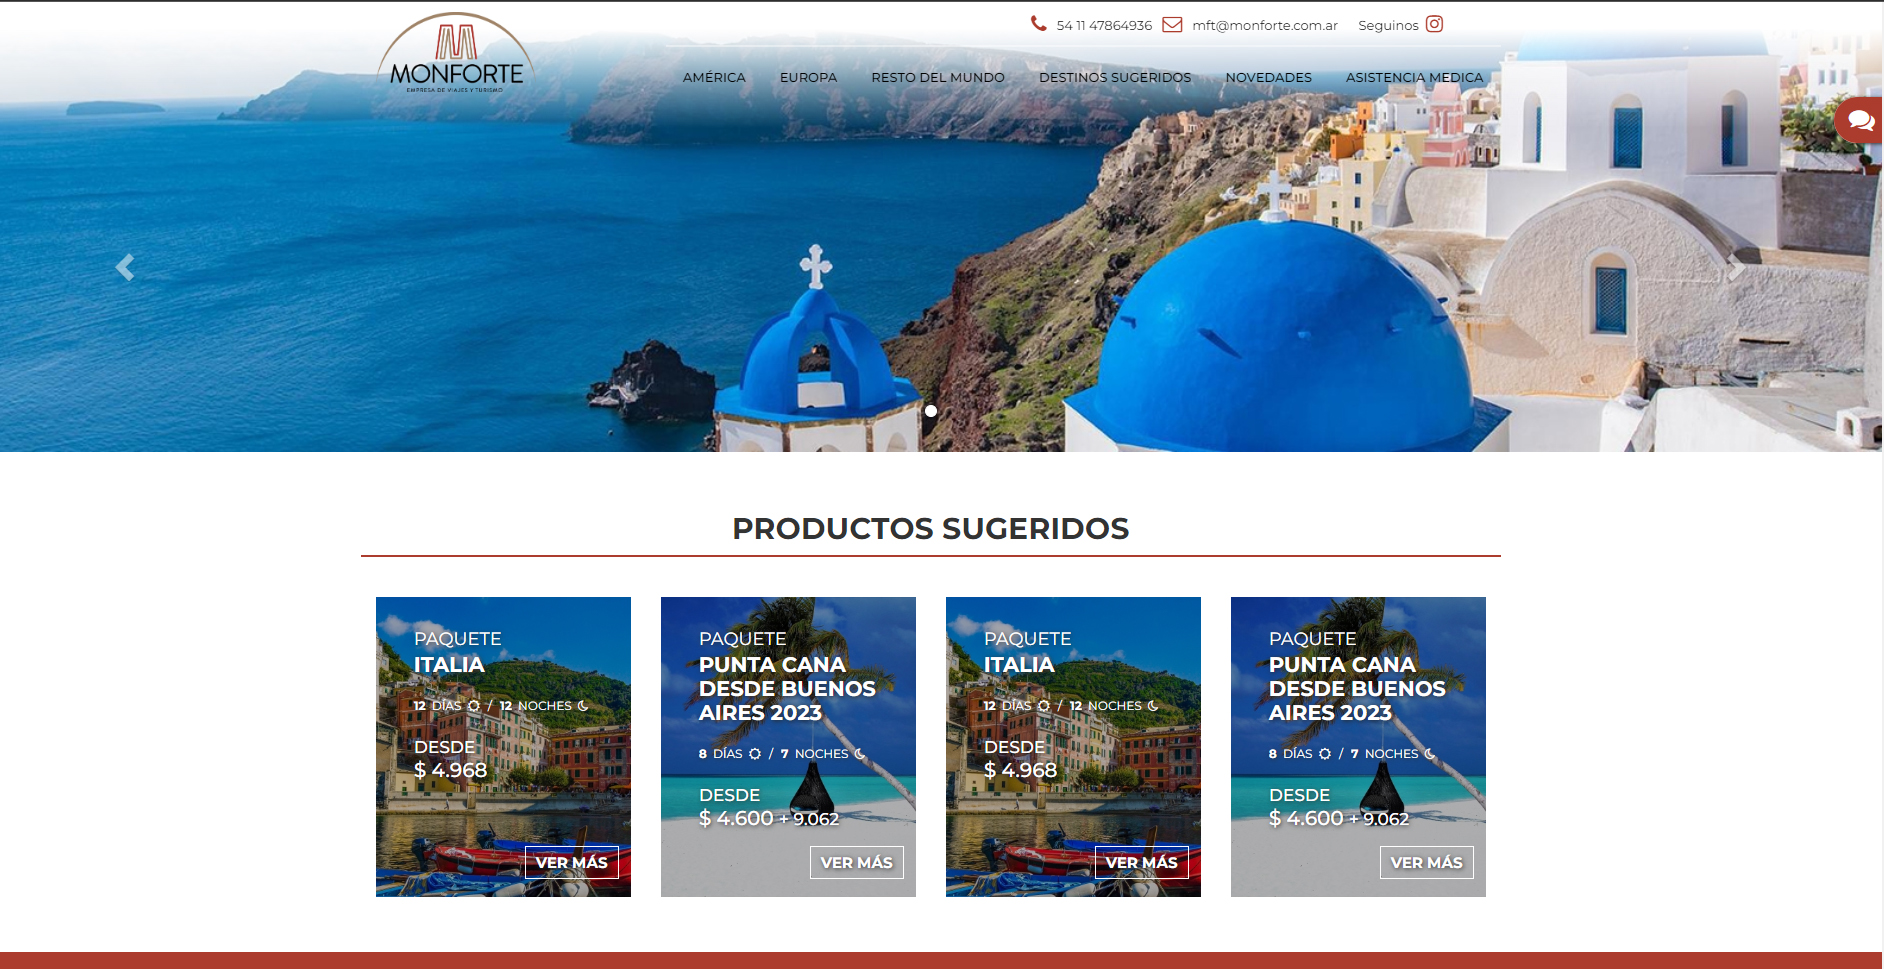 MONFORTE
EMPRESA DE VIAJES Y TURISMO
54 11 47864936 mft@monforte.com.ar Seguinos
AMÉRICA EUROPA RESTO DEL MUNDO DESTINOS SUGERIDOS NOVEDADES ASISTENCIA MEDICA
PRODUCTOS SUGERIDOS
PAQUETE
ITALIA
12 DÍAS / 12 NOCHES
DESDE
$ 4.968
VER MÁS
PAQUETE
PUNTA CANA
DESDE BUENOS
AIRES 2023
8 DÍAS / 7 NOCHES
DESDE
$ 4.600 + 9.062
VER MÁS
PAQUETE
ITALIA
12 DÍAS / 12 NOCHES
DESDE
$ 4.968
VER MÁS
PAQUETE
PUNTA CANA
DESDE BUENOS
AIRES 2023
8 DÍAS / 7 NOCHES
DESDE
$ 4.600 + 9.062
VER MÁS